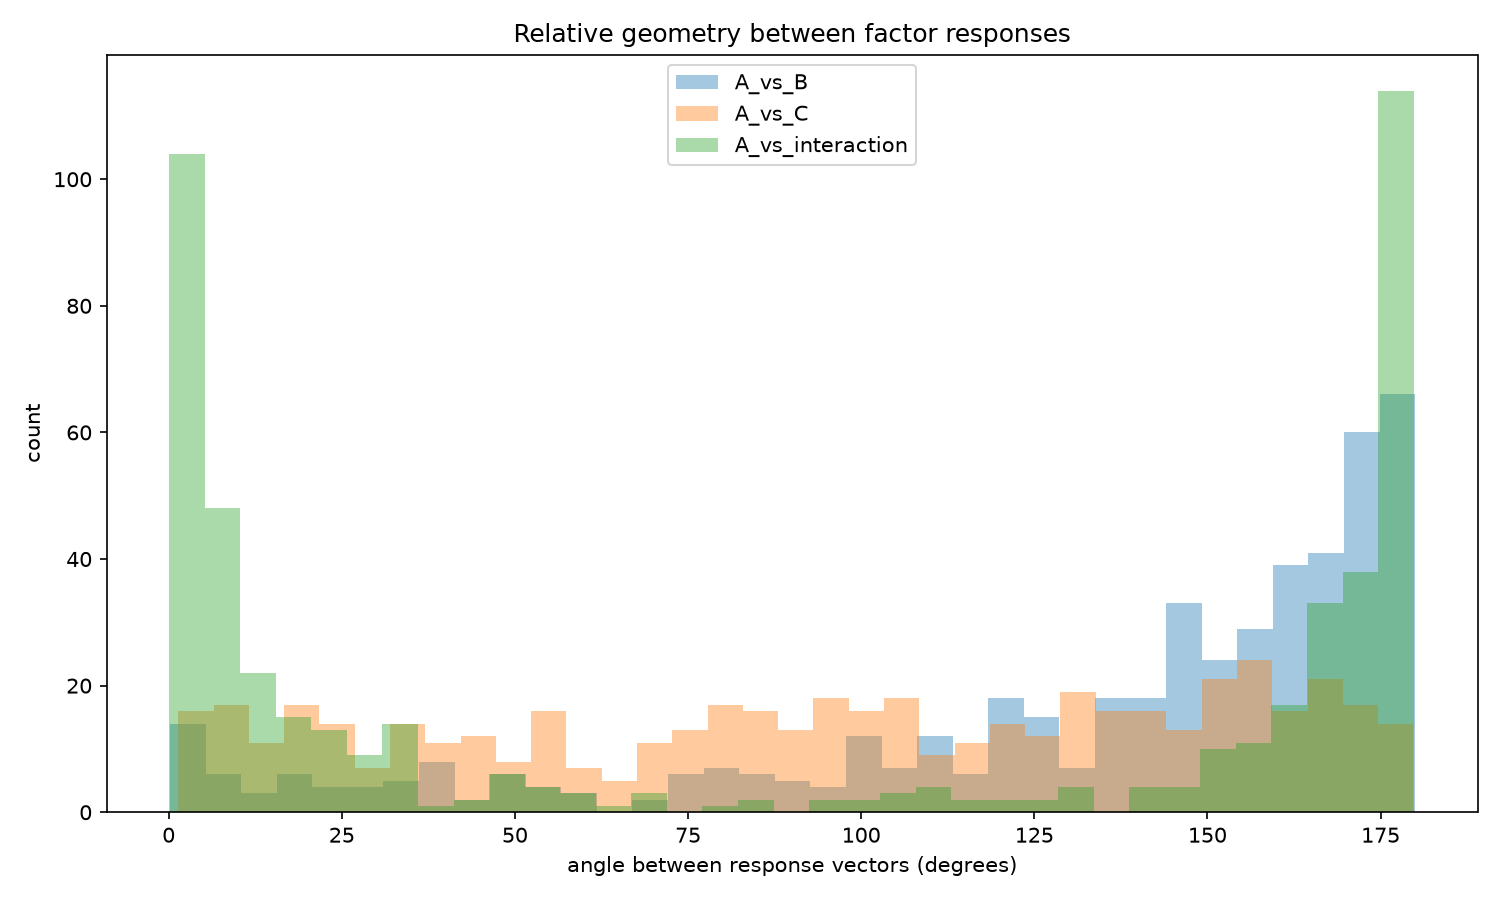 Relative geometry between factor responses
A_vs_B
A_vs_C
A_vs_interaction
100
80
60
40
20
0
count
0 25 50 75 100 125 150 175
angle between response vectors (degrees)